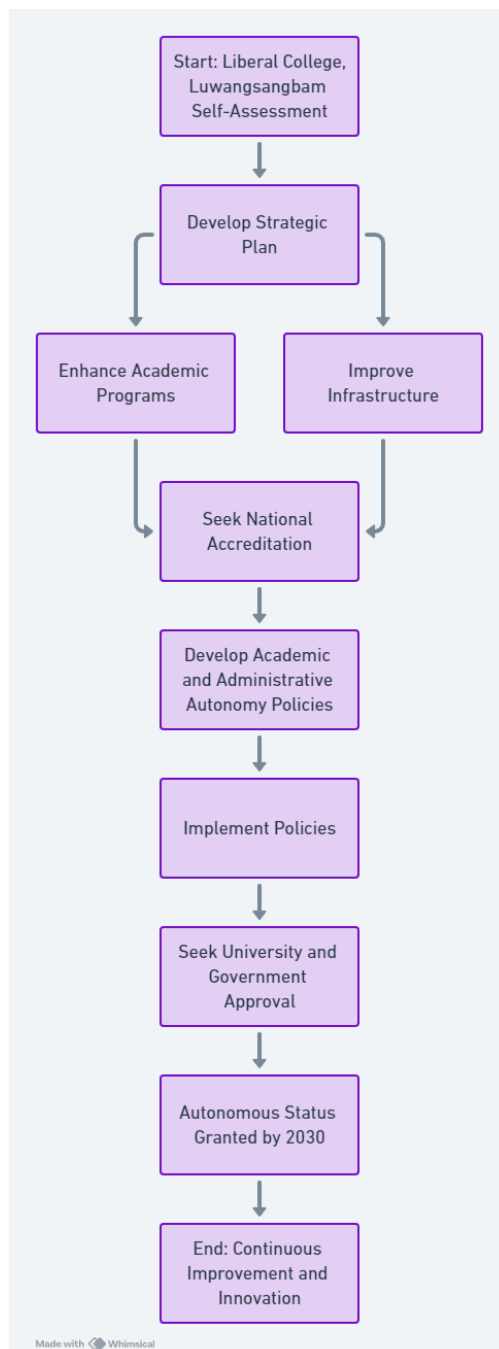 Start: Liberal College,
Luwangsangbam
Self-Assessment
Develop Strategic
Plan
Enhance Academic
Programs
Improve
Infrastructure
Seek National
Accreditation
Develop Academic
and Administrative
Autonomy Policies
Implement Policies
Seek University and
Government
Approval
Autonomous Status
Granted by 2030
End: Continuous
Improvement and
Innovation
Made with Whimsical